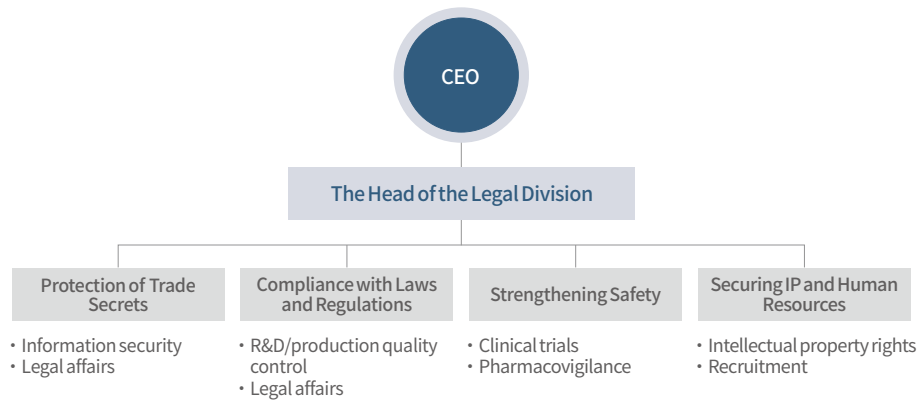 CEO
The Head of the Legal Division
Protection of Trade
Secrets
・Information security
・Legal affairs
Compliance with Laws
and Regulations
・R&D/production quality
control
・Legal affairs
Strengthening Safety
・Clinical trials
・Pharmacovigilance
Securing IP and Human
Resources
・Intellectual property rights
・Recruitment